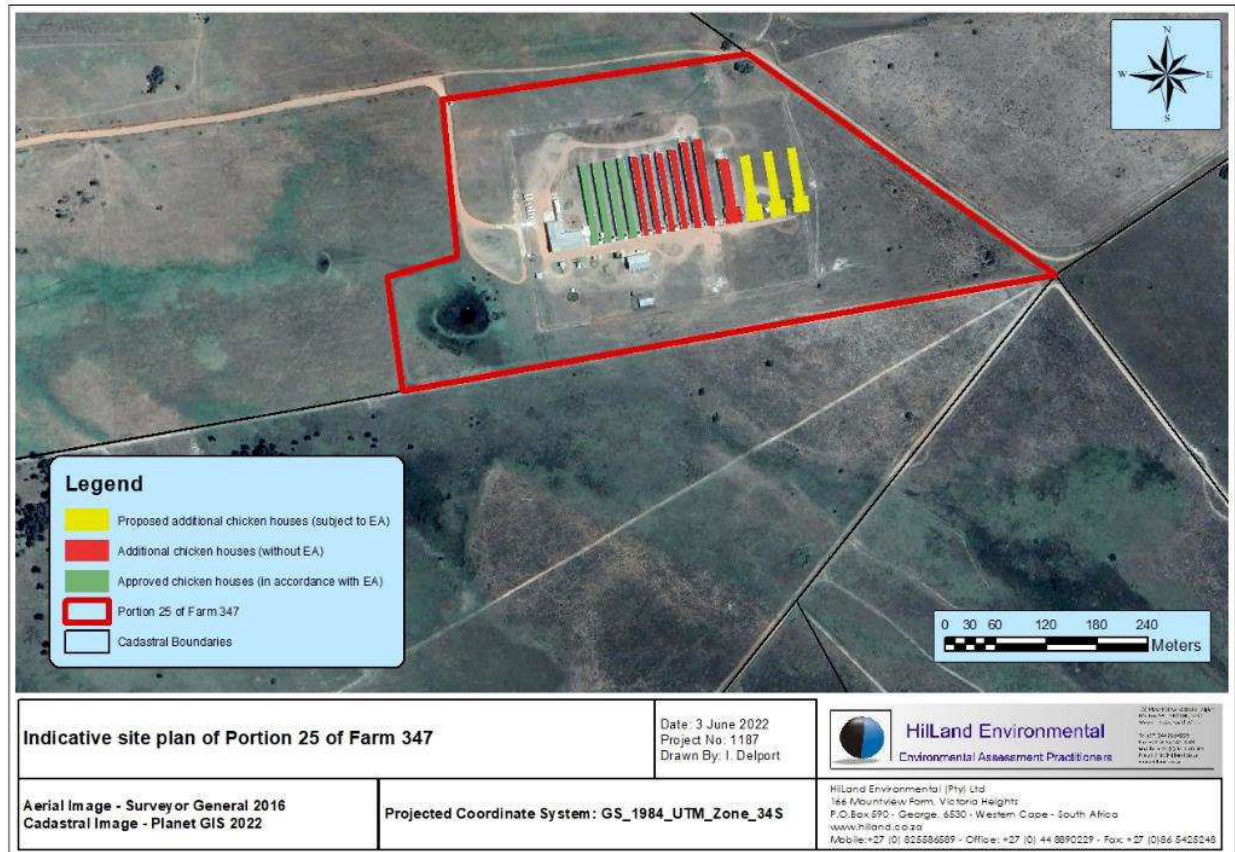 N
W
E
S
Legend
Proposed additional chicken houses (subject to EA)
Additional chicken houses (without EA)
Approved chicken houses (in accordance with EA)
Portion 25 of Farm 347
Cadastral Boundaries
0 30 60 120 180 240
Meters
Indicative site plan of Portion 25 of Farm 347
Date: 3 June 2022
Project No: 1187
Drawn By: I. Delport
HilLand Environmental
Environmental Assessment Practitioners
Aerial Image - Surveyor General 2016
Cadastral Image - Planet GIS 2022
Projected Coordinate System: GS_1984_UTM_Zone_34S
HilLand Environmental (Pty) Ltd
166 Mountview Farm, Victoria Heights
P.O.Box 590 - George, 6530 - Western Cape - South Africa
www.hilland.co.za
Mobile:+27 (0) 825586589 - Office: +27 (0) 44 8890229 - Fax: +27 (0)86 5425248